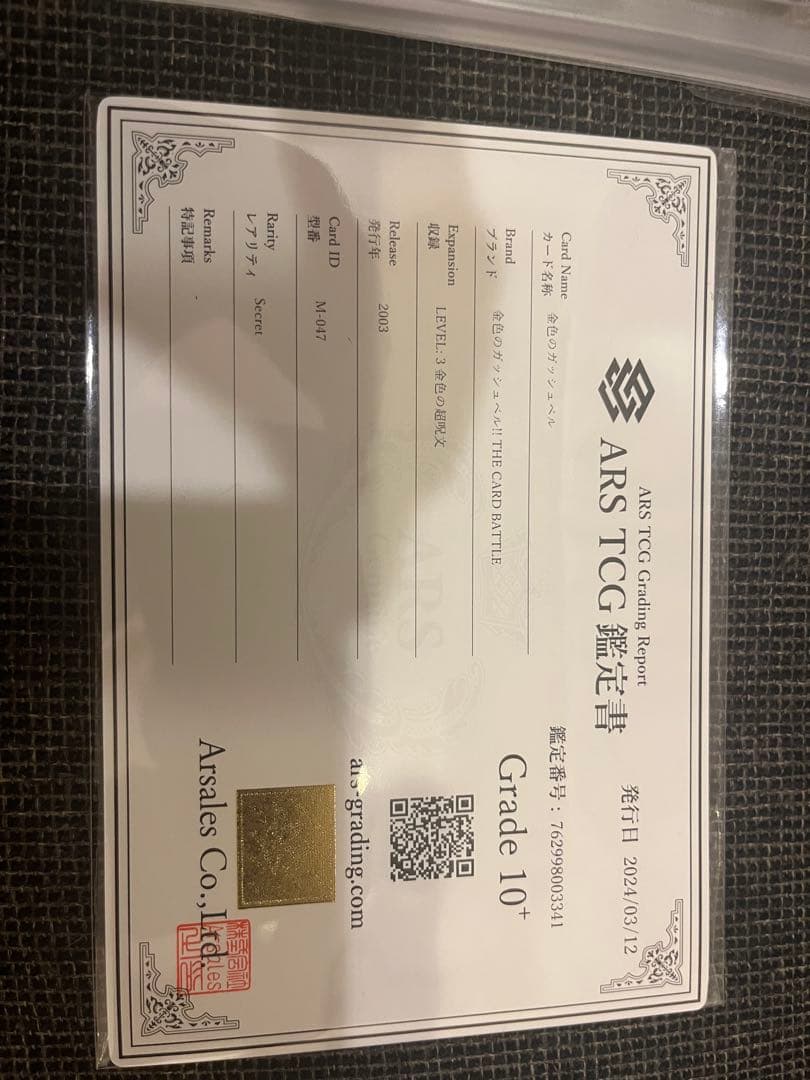 ARS TCG Grading Report
ARS TCG 鑑定書
発行日 2024/03/12
鑑定番号：762998003341
Grade 10+
Card Name
カード名称 金色のガッシュベル
Brand
ブランド 金色のガッシュベル!! THE CARD BATTLE
Expansion
収録 LEVEL: 3 金色の超呪文
Release
発行年 2003
Card ID
型番 M-047
Rarity
レアリティ Secret
Remarks
特記事項 -
ars-grading.com
Arsales Co.,Ltd.
ARS